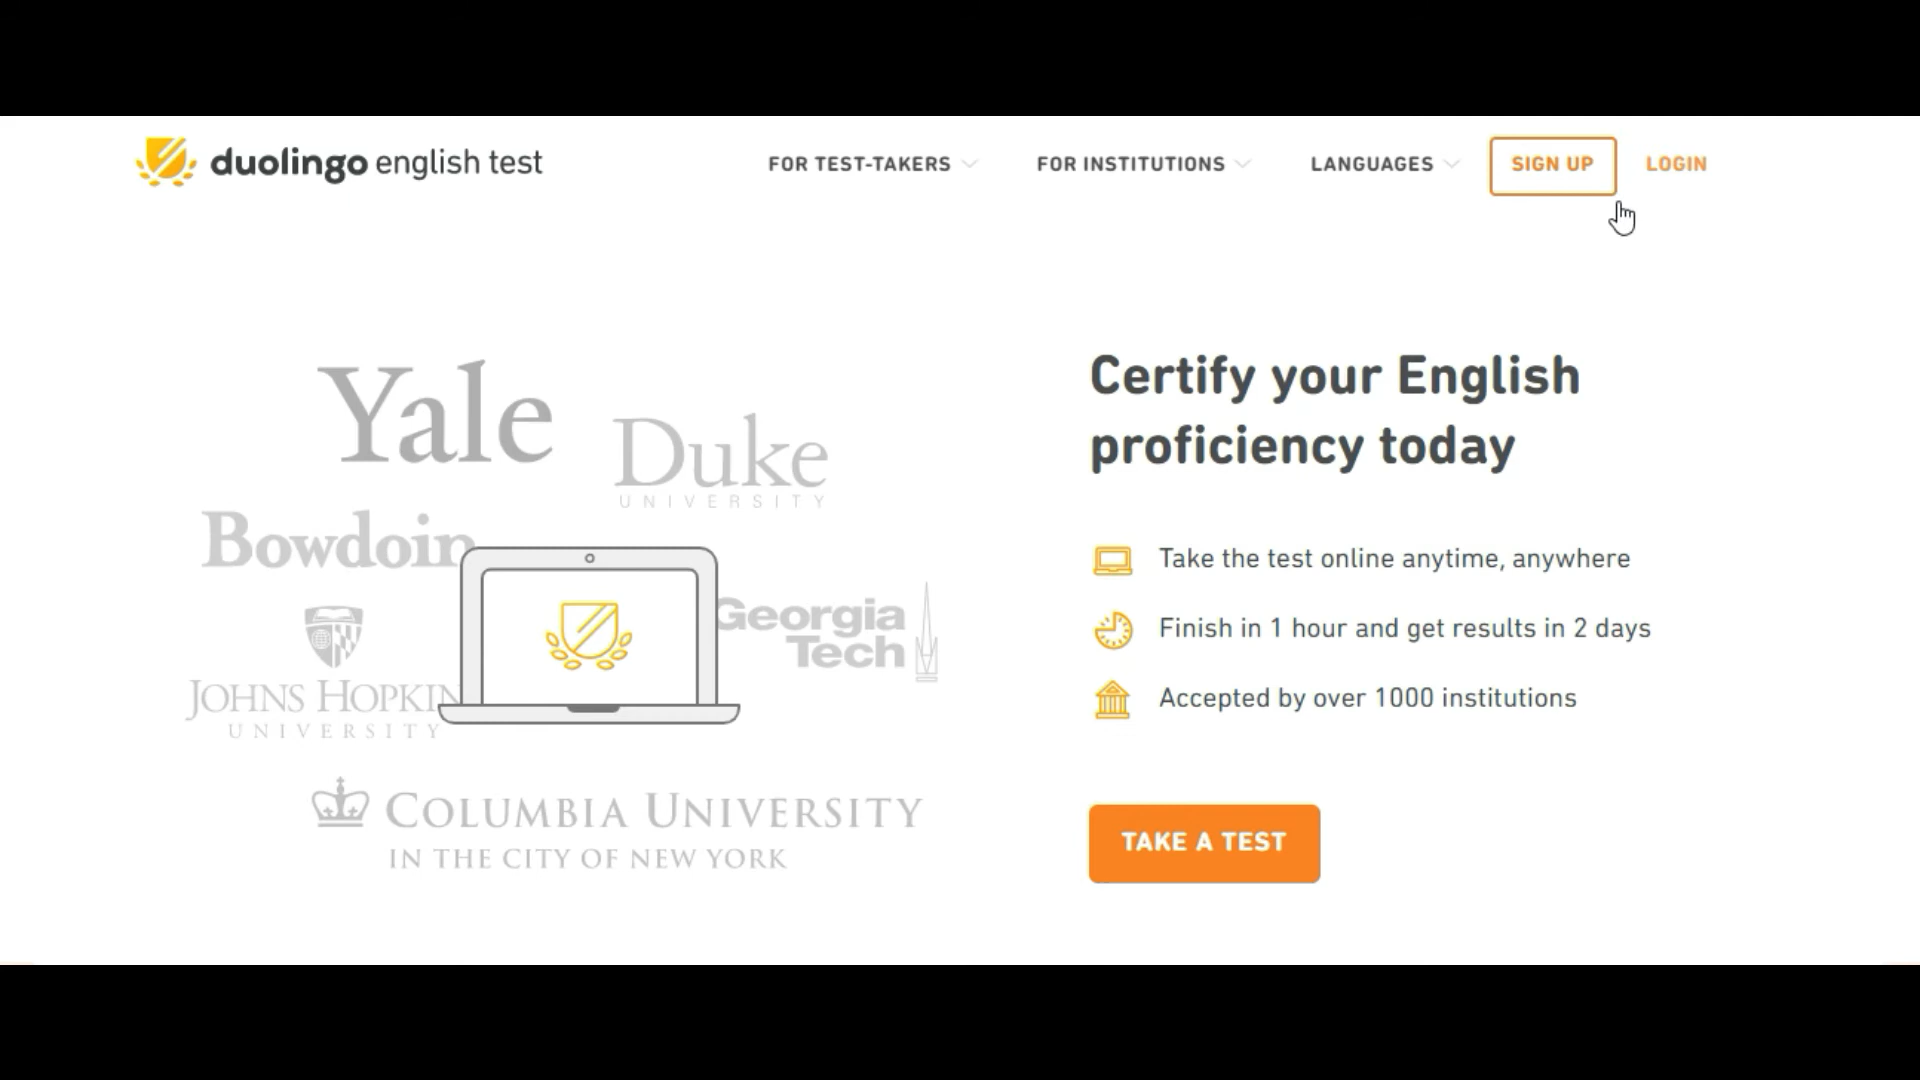 duolingo english test
FOR TEST-TAKERS
FOR INSTITUTIONS
LANGUAGES
SIGN UP
LOGIN
Yale
Duke
UNIVERSITY
Bowdoin
Georgia
Tech
JOHNS HOPKIN
UNIVERSITY
COLUMBIA UNIVERSITY
IN THE CITY OF NEW YORK
Certify your English
proficiency today
Take the test online anytime, anywhere
Finish in 1 hour and get results in 2 days
Accepted by over 1000 institutions
TAKE A TEST